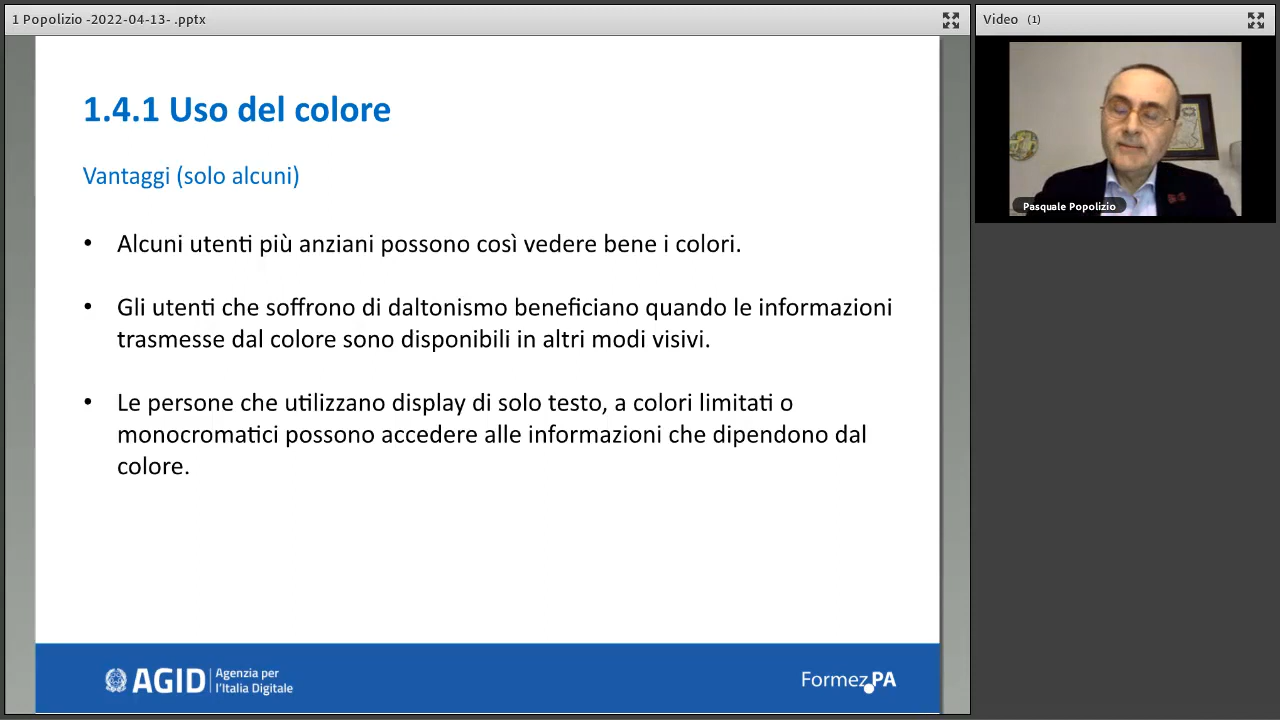 1 Popolizio -2022-04-13- .pptx
Video (1)
1.4.1 Uso del colore
Vantaggi (solo alcuni)
• Alcuni utenti più anziani possono così vedere bene i colori.
• Gli utenti che soffrono di daltonismo beneficiano quando le informazioni
trasmesse dal colore sono disponibili in altri modi visivi.
• Le persone che utilizzano display di solo testo, a colori limitati o
monocromatici possono accedere alle informazioni che dipendono dal
colore.
Pasquale Popolizio
AGID Agenzia per
l'Italia Digitale
Formez PA